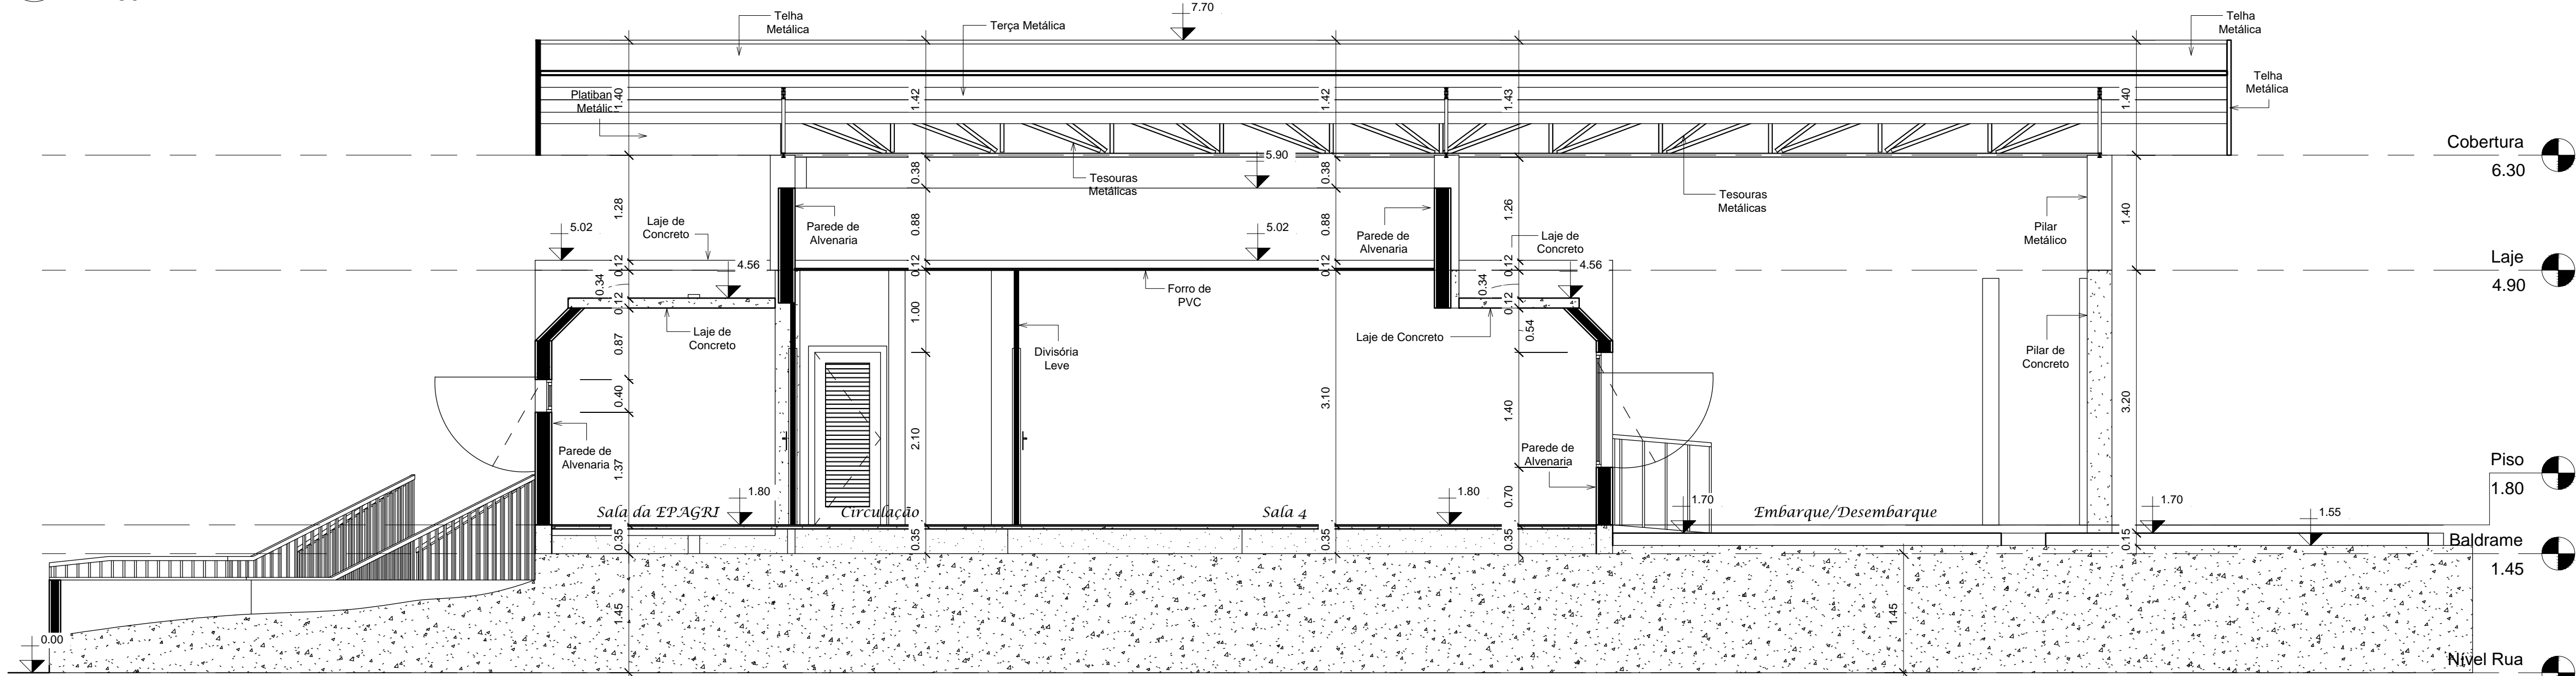 7.70
Telha
Metálica
Terça Metálica
Telha
Metálica
Telha
Metálica
Metálic
1.40
1.42
1.42
1.43
1.40
Cobertura
6.30
5.90
0.38
0.38
Tesouras
Metálicas
Tesouras
Metálicas
1.28
0.88
0.88
1.26
1.40
Laje de
Concreto
5.02
Parede de
Alvenaria
5.02
Parede de
Alvenaria
Laje de
Concreto
Pilar
Metálico
Laje
4.90
0.12
0.12
0.12
0.12
4.56
4.56
0.34
0.34
0.12
0.12
Forro de
PVC
Laje de
Concreto
Laje de Concreto
1.00
0.54
0.87
Divisória
Leve
Pilar de
Concreto
0.40
3.10
1.40
3.20
2.10
Parede de
Alvenaria
Parede de
Alvenaria
1.37
Piso
1.80
1.80
1.80
0.70
1.70
1.70
1.55
Sala da EPAGRI
Circulação
Sala 4
Embarque/Desembarque
0.35
0.35
0.35
0.35
0.15
Baldrame
1.45
1.45
1.45
0.00
Nível Rua